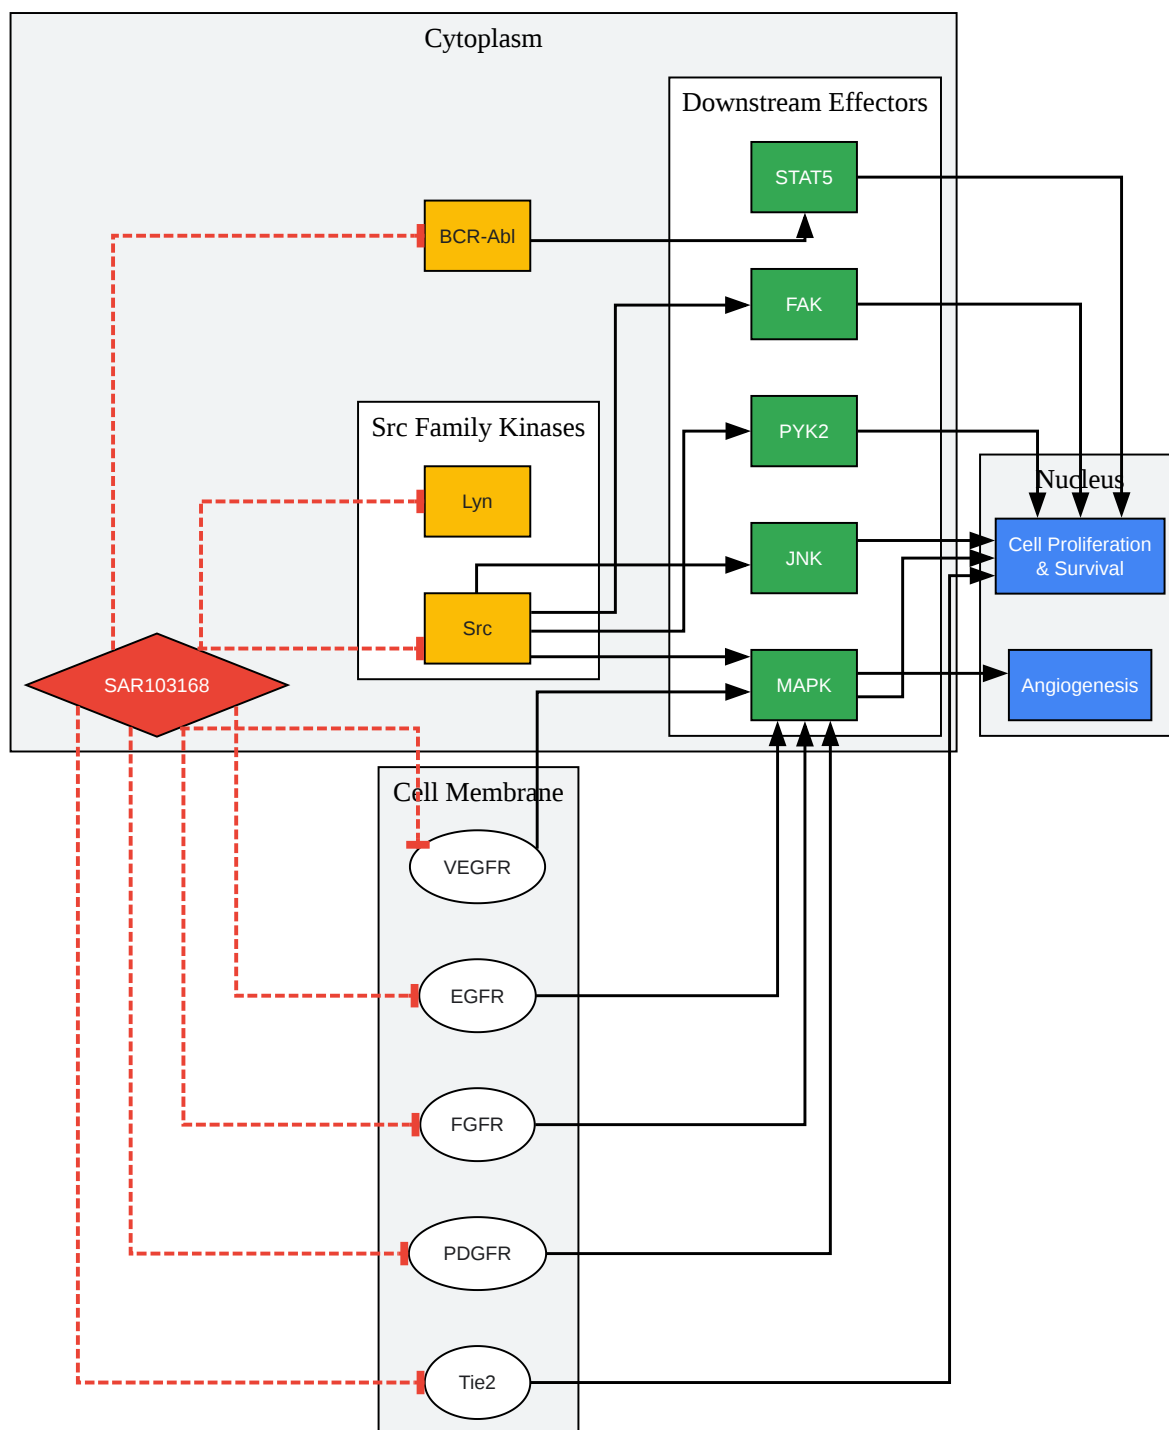 Cytoplasm
Downstream Effectors
STAT5
BCR-Abl
FAK
Src Family Kinases
PYK2
Lyn
Nucleus
JNK
Cell Proliferation
& Survival
Src
SAR103168
MAPK
Angiogenesis
Cell Membrane
VEGFR
EGFR
FGFR
PDGFR
Tie2